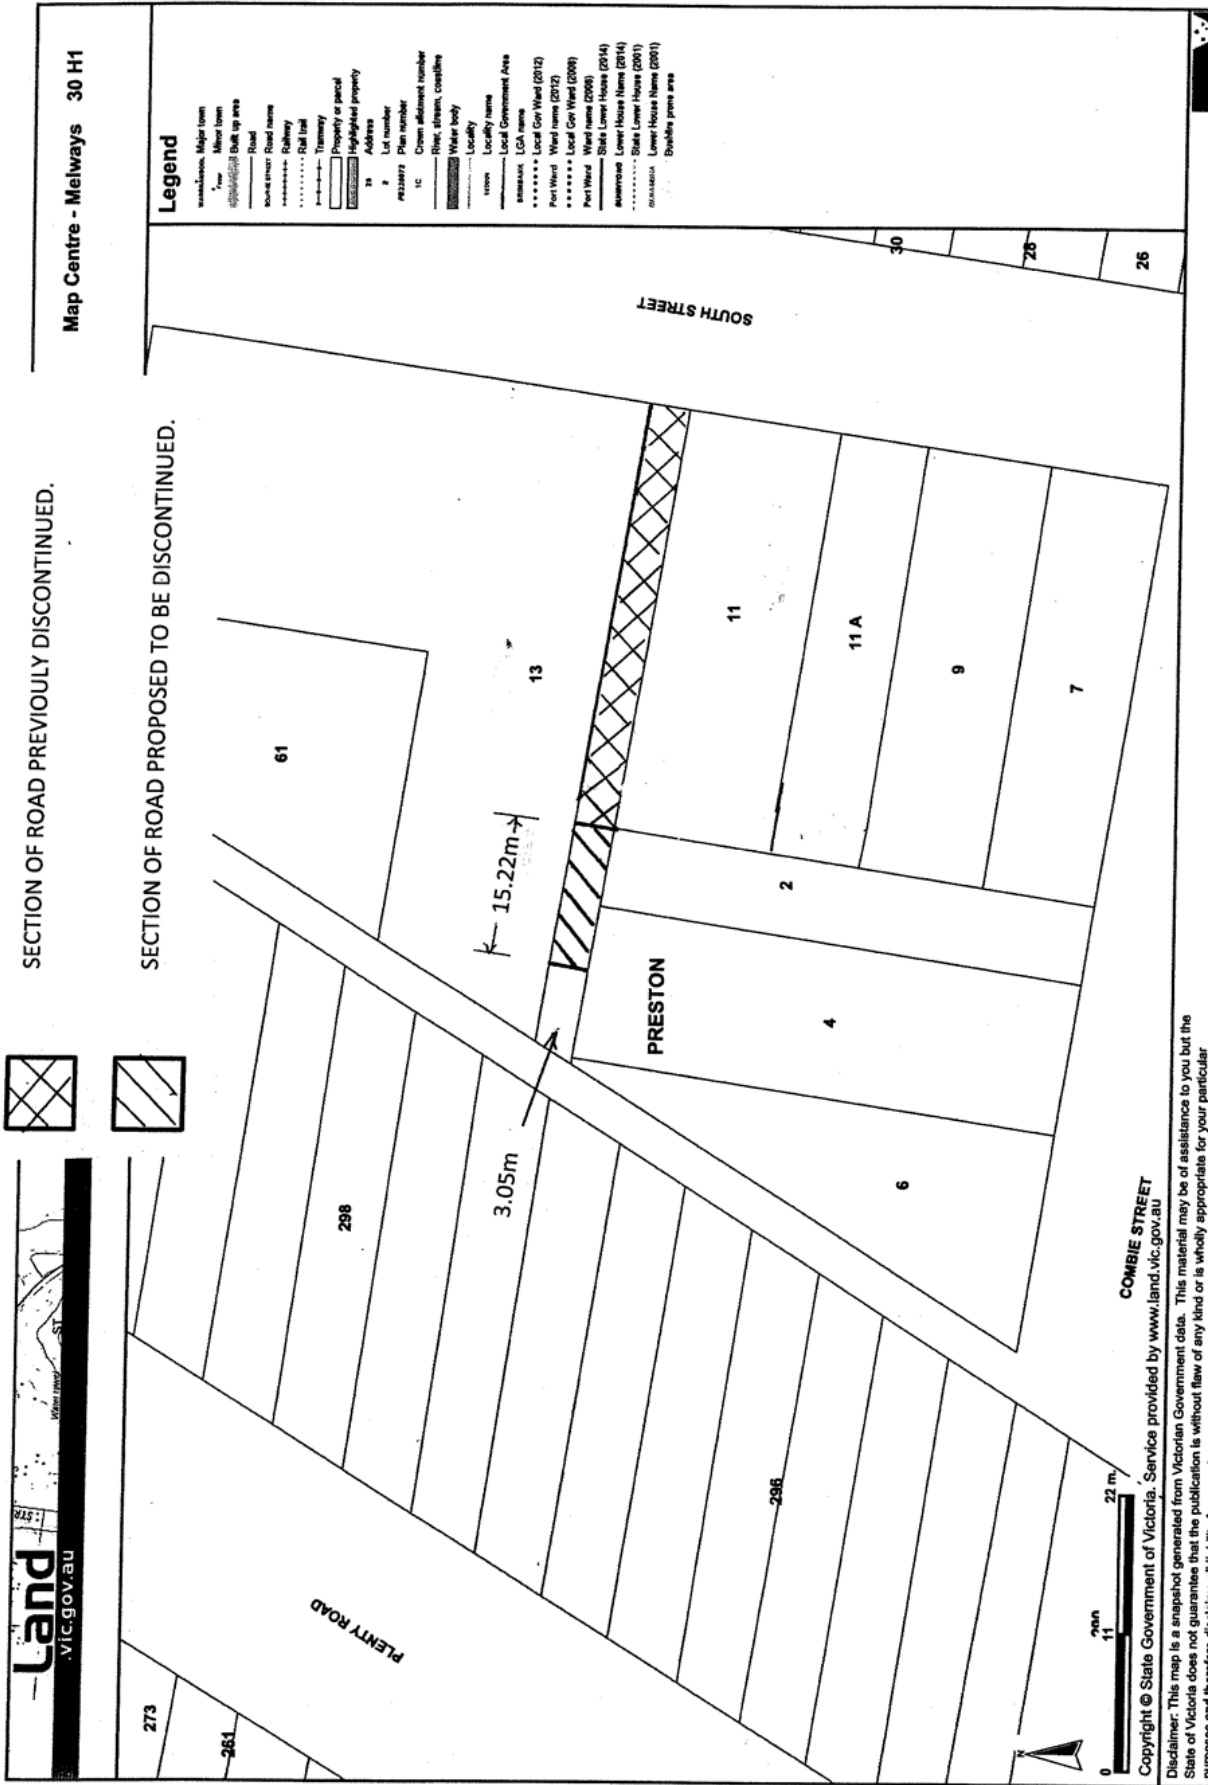 SECTION OF ROAD PREVIOULY DISCONTINUED.
SECTION OF ROAD PROPOSED TO BE DISCONTINUED.
Land
.vic.gov.au
STR
ST
Map Centre - Melways 30 H1
Legend
Major town
Minor town
Built up area
Road
Road name
Railway
Rail trail
Tramway
Property or parcel
Highlighted property
Address
Lot number
Plan number
1C Crown allotment number
River, stream, coastline
Water body
Locality
Locality name
Local Government Area
BRIMBANK LGA name
Local Gov Ward (2012)
Port Ward Ward name (2012)
Local Gov Ward (2008)
Port Ward Ward name (2008)
State Lower House (2014)
Lower House Name (2014)
State Lower House (2001)
Lower House Name (2001)
Bushfire prone area
273
261
PLENTY ROAD
298
296
61
13
15.22m
3.05m
PRESTON
SOUTH STREET
30
28
26
11
11 A
9
7
2
4
6
COMBIE STREET
N
0
11
22 m.
Copyright © State Government of Victoria. Service provided by www.land.vic.gov.au
Disclaimer: This map is a snapshot generated from Victorian Government data. This material may be of assistance to you but the
State of Victoria does not guarantee that the publication is without flaw of any kind or is wholly appropriate for your particular